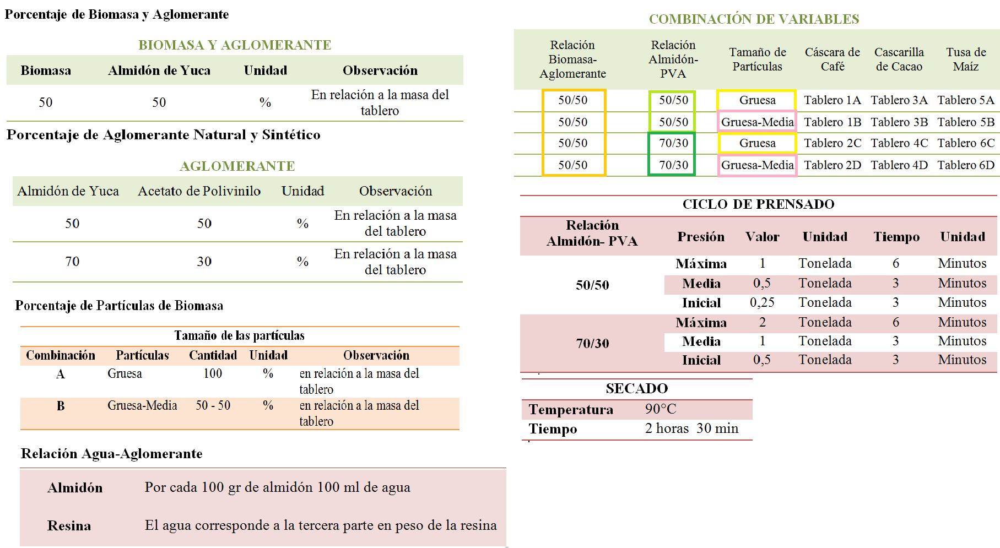 Porcentaje de Biomasa y Aglomerante
BIOMASA Y AGLOMERANTE
Biomasa Almidón de Yuca Unidad Observación
50 50 % En relación a la masa del
tablero
Porcentaje de Aglomerante Natural y Sintético
AGLOMERANTE
Almidón de Yuca Acetato de Polivinilo Unidad Observación
50 50 % En relación a la masa
del tablero
70 30 % En relación a la masa
del tablero
Porcentaje de Partículas de Biomasa
Tamaño de las partículas
Combinación Partículas Cantidad Unidad Observación
A Gruesa 100 % en relación a la masa del
tablero
B Gruesa-Media 50 - 50 % en relación a la masa del
tablero
Relación Agua-Aglomerante
Almidón Por cada 100 gr de almidón 100 ml de agua
Resina El agua corresponde a la tercera parte en peso de la resina
COMBINACIÓN DE VARIABLES
Relación Relación
Biomasa- Almidón- Tamaño de Cáscara de Cascarilla Tusa de
Aglomerante PVA Partículas Café de Cacao Maíz
50/50 50/50 Gruesa Tablero 1A Tablero 3A Tablero 5A
50/50 50/50 Gruesa-Media Tablero 1B Tablero 3B Tablero 5B
50/50 70/30 Gruesa Tablero 2C Tablero 4C Tablero 6C
50/50 70/30 Gruesa-Media Tablero 2D Tablero 4D Tablero 6D
CICLO DE PRENSADO
Relación
Almidón- PVA Presión Valor Unidad Tiempo Unidad
Máxima 1 Tonelada 6 Minutos
50/50 Media 0,5 Tonelada 3 Minutos
Inicial 0,25 Tonelada 3 Minutos
Máxima 2 Tonelada 6 Minutos
70/30 Media 1 Tonelada 3 Minutos
Inicial 0,5 Tonelada 3 Minutos
SECADO
Temperatura 90°C
Tiempo 2 horas 30 min